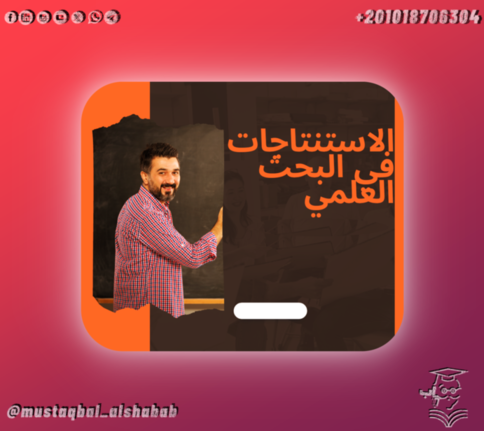 +201018706304
الاستنتاجات
في البحث
العلمي
@mustaqbal_alshabab